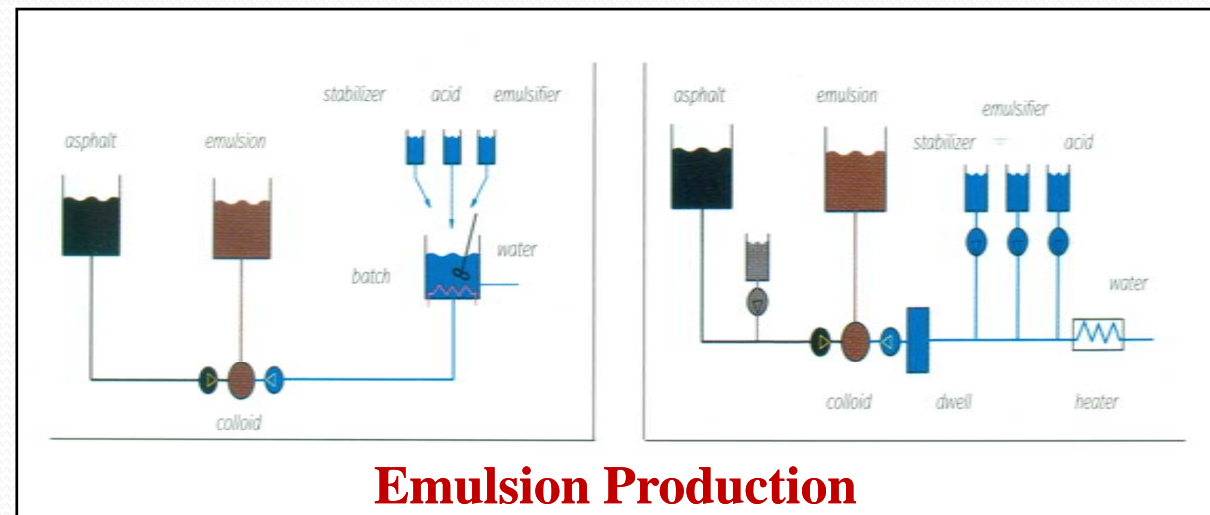 stabilizer acid emulsifier
asphalt emulsion
water
batch
colloid
asphalt emulsion
emulsifier
stabilizer acid
water
colloid dwell heater
Emulsion Production